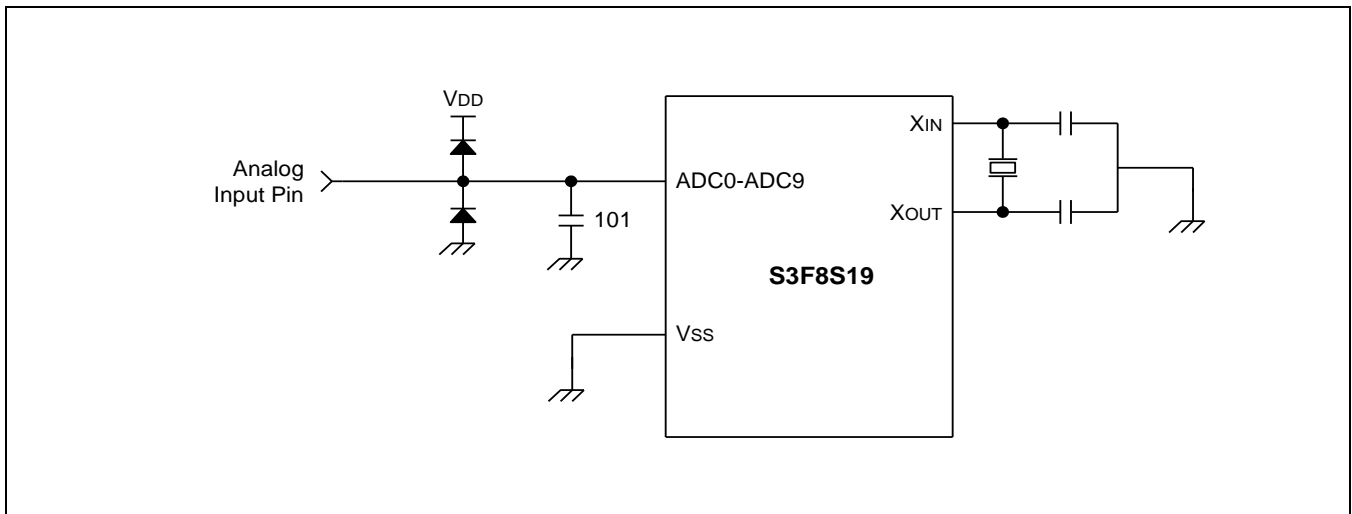 VDD
Analog
Input Pin
ADC0-ADC9
101
XIN
XOUT
S3F8S19
VSS